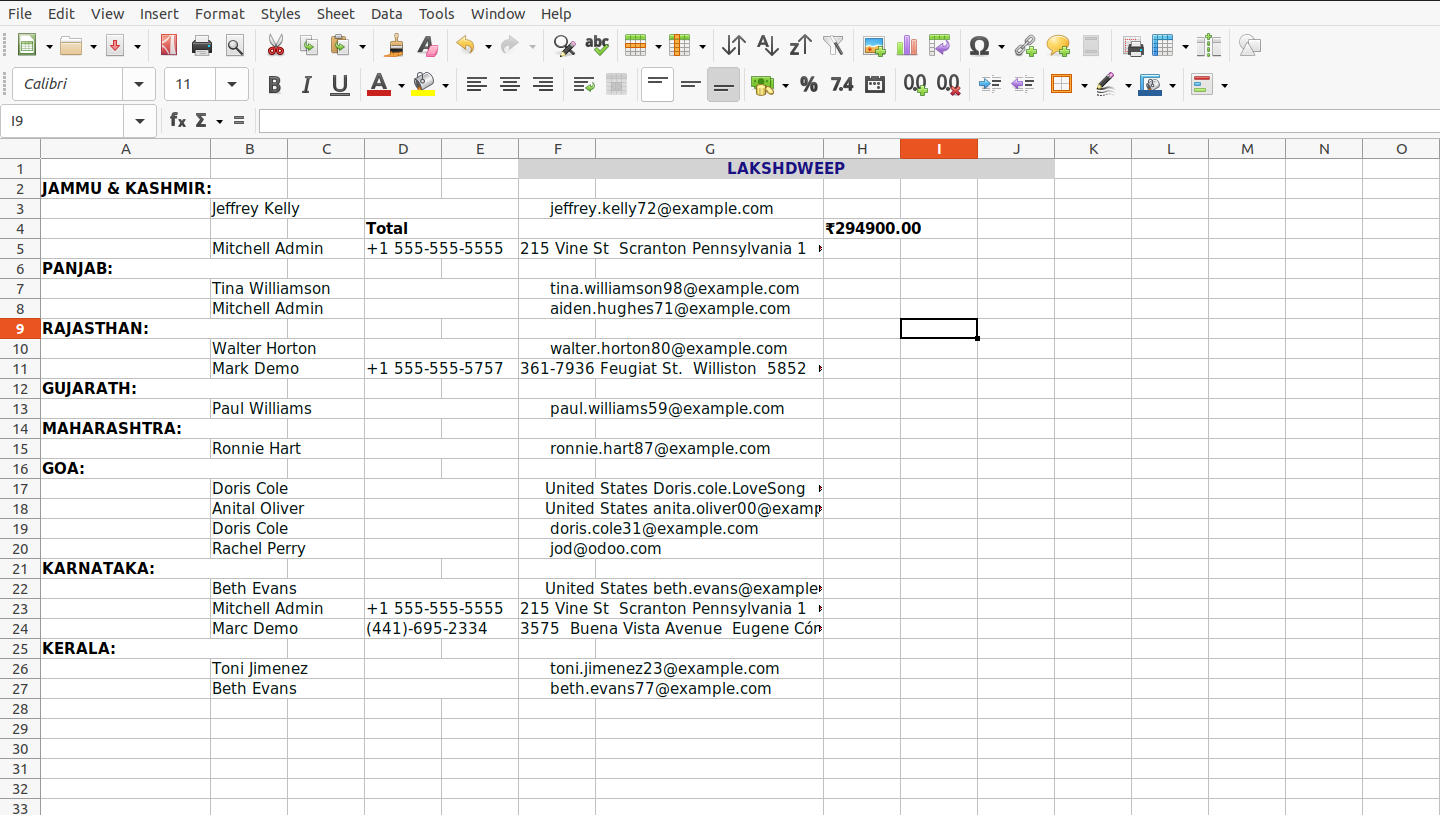 File Edit View Insert Format Styles Sheet Data Tools Window Help
Calibri 11 B I U A % 7.4 0.0 0.0
I9 fx Σ =
A B C D E F G H I J K L M N O
1 LAKSHDWEEP
2 JAMMU & KASHMIR:
3 Jeffrey Kelly jeffrey.kelly72@example.com
4 Total ₹294900.00
5 Mitchell Admin +1 555-555-5555 215 Vine St Scranton Pennsylvania 1
6 PANJAB:
7 Tina Williamson tina.williamson98@example.com
8 Mitchell Admin aiden.hughes71@example.com
9 RAJASTHAN:
10 Walter Horton walter.horton80@example.com
11 Mark Demo +1 555-555-5757 361-7936 Feugiat St. Williston 5852
12 GUJARATH:
13 Paul Williams paul.williams59@example.com
14 MAHARASHTRA:
15 Ronnie Hart ronnie.hart87@example.com
16 GOA:
17 Doris Cole United States Doris.cole.LoveSong
18 Anital Oliver United States anita.oliver00@examp
19 Doris Cole doris.cole31@example.com
20 Rachel Perry jod@odoo.com
21 KARNATAKA:
22 Beth Evans United States beth.evans@example
23 Mitchell Admin +1 555-555-5555 215 Vine St Scranton Pennsylvania 1
24 Marc Demo (441)-695-2334 3575 Buena Vista Avenue Eugene Cór
25 KERALA:
26 Toni Jimenez toni.jimenez23@example.com
27 Beth Evans beth.evans77@example.com
28
29
30
31
32
33